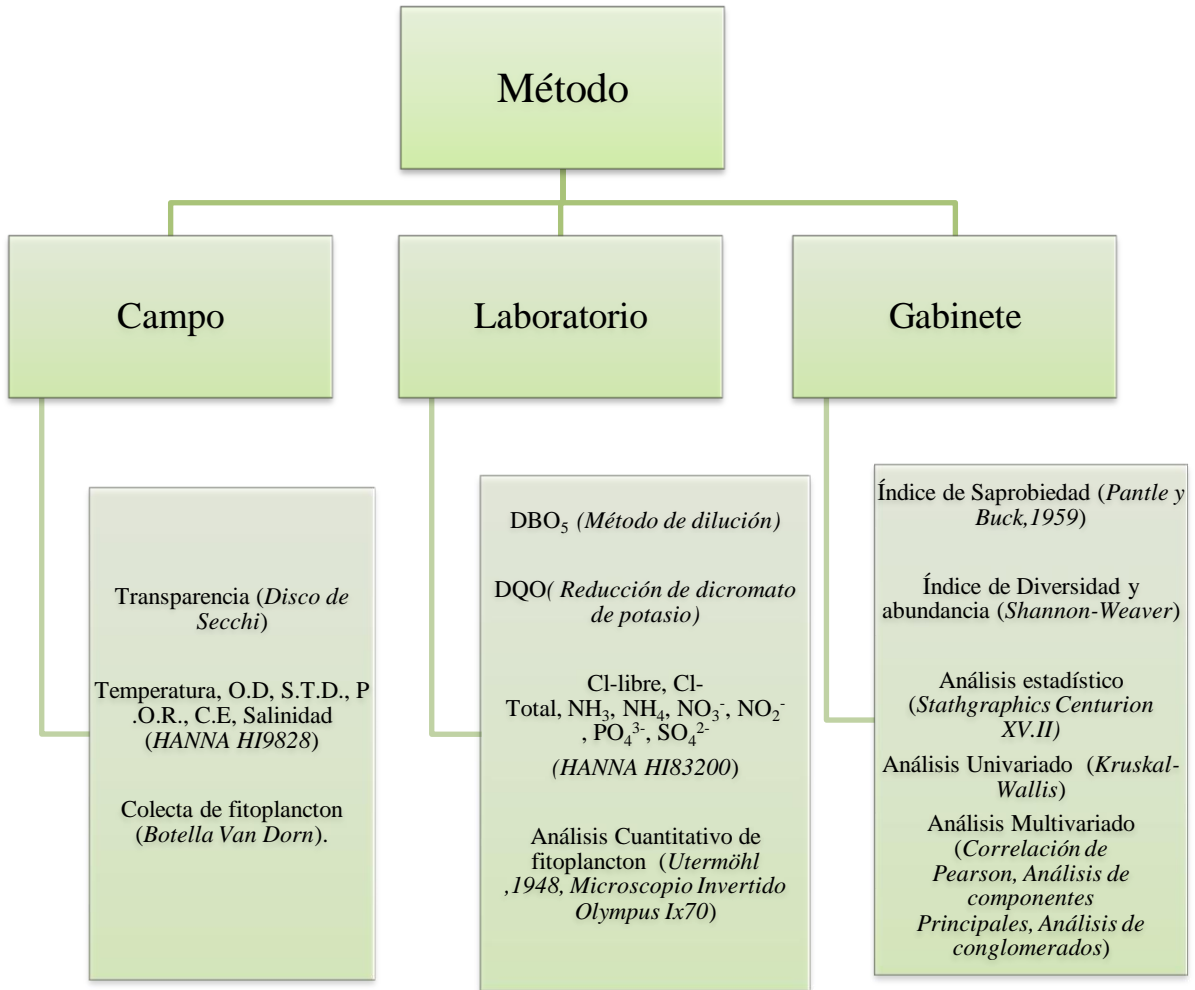 Método
Campo
Laboratorio
Gabinete
Transparencia (Disco de
Secchi)
Temperatura, O.D, S.T.D., P
.O.R., C.E, Salinidad
(HANNA HI9828)
Colecta de fitoplancton
(Botella Van Dorn).
DBO₅ (Método de dilución)
DQO( Reducción de dicromato
de potasio)
Cl-libre, Cl-
Total, NH₃, NH₄, NO₃⁻, NO₂⁻
, PO₄³⁻, SO₄²⁻
(HANNA HI83200)
Análisis Cuantitativo de
fitoplancton (Utermöhl
,1948, Microscopio Invertido
Olympus Ix70)
Índice de Saprobiedad (Pantle y
Buck,1959)
Índice de Diversidad y
abundancia (Shannon-Weaver)
Análisis estadístico
(Stathgraphics Centurion
XV.II)
Análisis Univariado (Kruskal-
Wallis)
Análisis Multivariado
(Correlación de
Pearson, Análisis de
componentes
Principales, Análisis de
conglomerados)